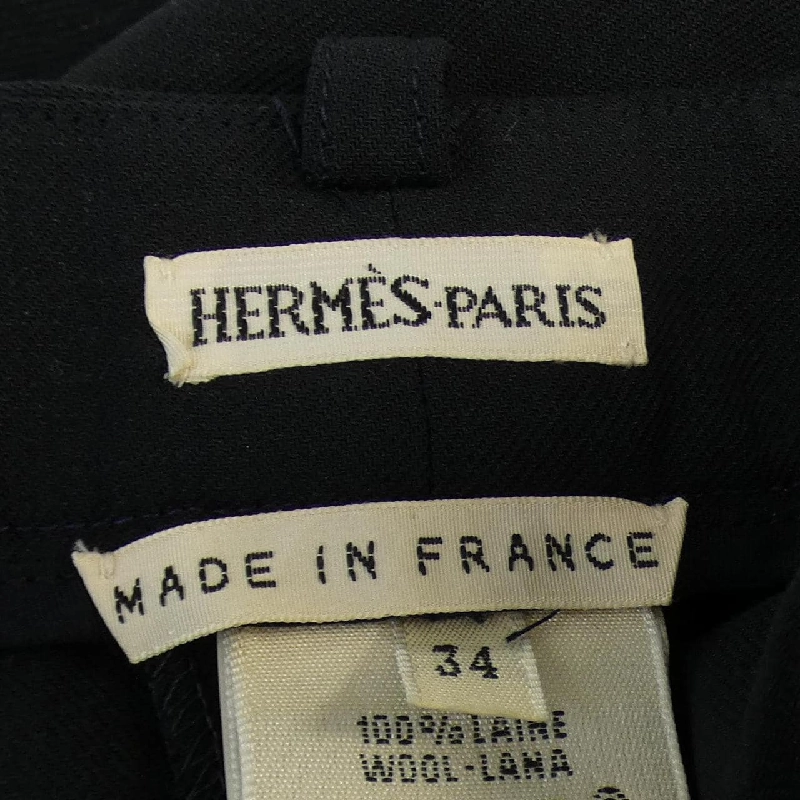 HERMÈS·PARIS
MADE IN FRANCE
34
100% LAINE
WOOL-LANA